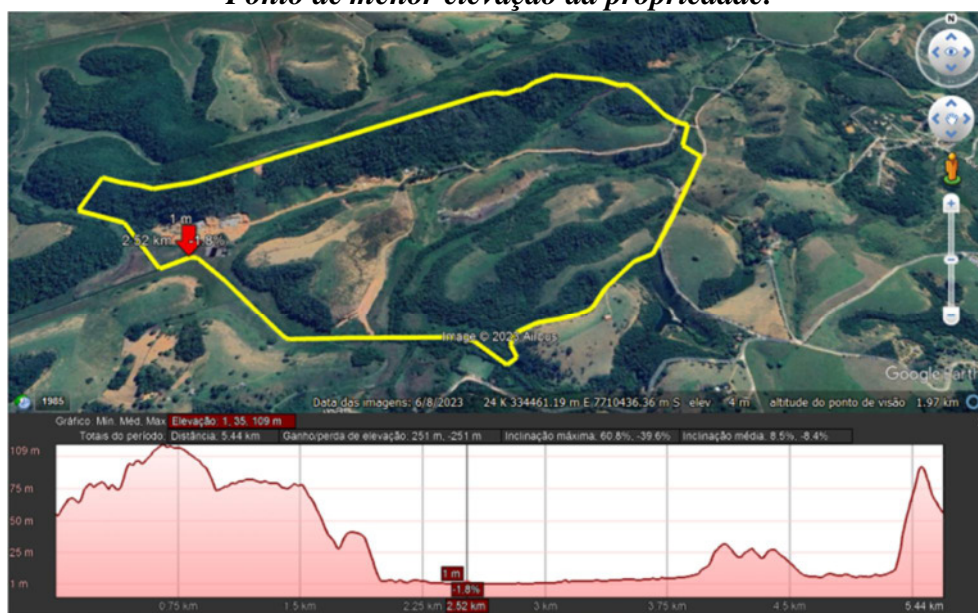 Ponto de menor elevação da propriedade.
N
1 m
2.52 km -1.8%
Image © 2023 Airbus
Google Earth
1985
Data das imagens: 6/8/2023 24 K 334461.19 m E 7710436.36 m S elev 4 m altitude do ponto de visão 1.97 km
Gráfico Mín. Méd. Max Elevação: 1, 35, 109 m
Totais do período: Distância: 5.44 km Ganho/perda de elevação: 251 m, -251 m Inclinação máxima: 60.8%, -39.6% Inclinação média: 8.5%, -8.4%
109 m
75 m
50 m
25 m
1 m
1 m
-1.8%
0.75 km 1.5 km 2.25 km 2.52 km 3 km 3.75 km 4.5 km 5.44 km